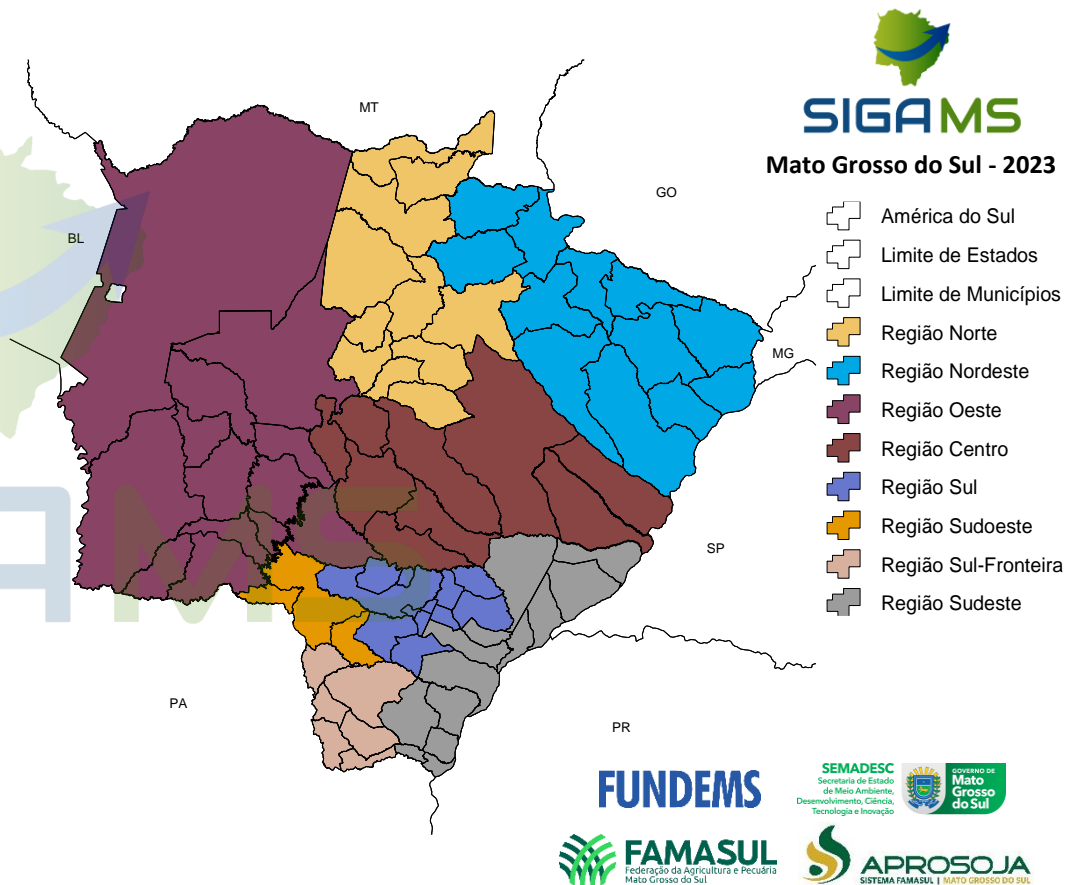 SIGAMS
Mato Grosso do Sul - 2023
América do Sul
Limite de Estados
Limite de Municípios
Região Norte
Região Nordeste
Região Oeste
Região Centro
Região Sul
Região Sudoeste
Região Sul-Fronteira
Região Sudeste
MT
GO
BL
MG
SP
PA
PR
AMS
FUNDEMS
SEMADESC
Secretaria de Estado
de Meio Ambiente,
Desenvolvimento, Ciência,
Tecnologia e Inovação
GOVERNO DE
Mato
Grosso
do Sul
FAMASUL
Federação da Agricultura e Pecuária
Mato Grosso do Sul
APROSOJA
SISTEMA FAMASUL | MATO GROSSO DO SUL